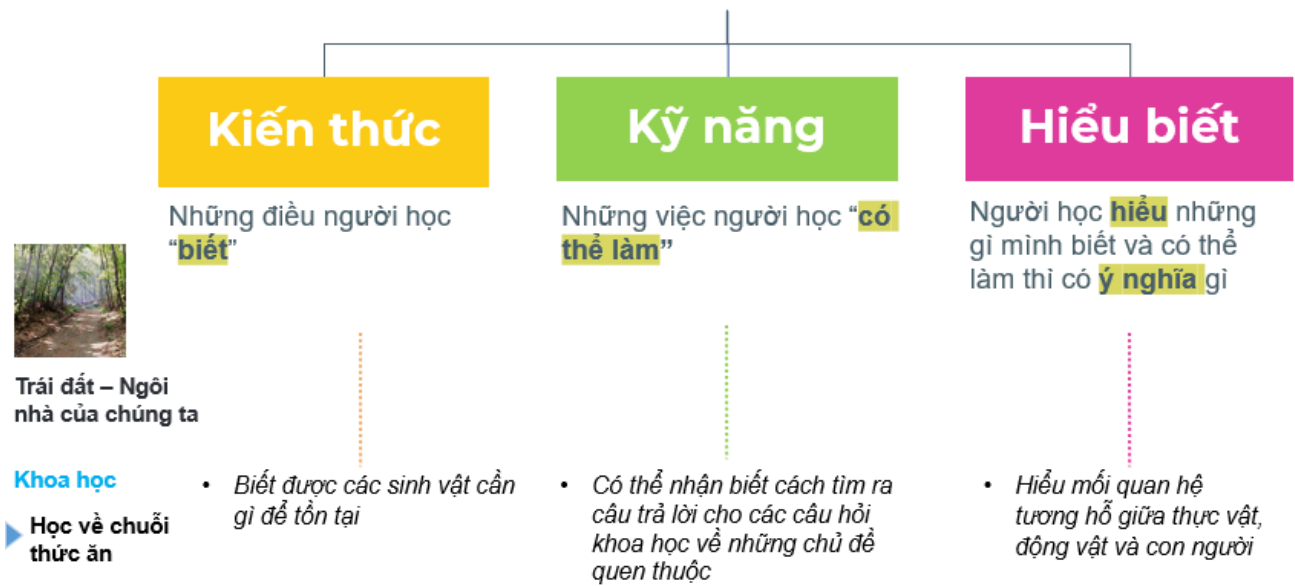 Kiến thức
Kỹ năng
Hiểu biết
Những điều người học
“biết”
Những việc người học “có
thể làm”
Người học hiểu những
gì mình biết và có thể
làm thì có ý nghĩa gì
Trái đất – Ngôi
nhà của chúng ta
Khoa học
Học về chuỗi
thức ăn
• Biết được các sinh vật cần
gì để tồn tại
• Có thể nhận biết cách tìm ra
câu trả lời cho các câu hỏi
khoa học về những chủ đề
quen thuộc
• Hiểu mối quan hệ
tương hỗ giữa thực vật,
động vật và con người